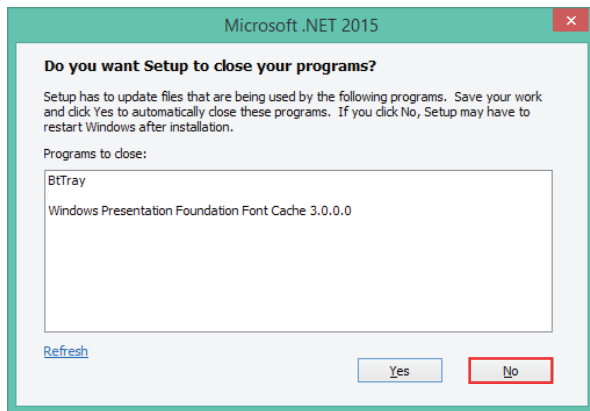 Microsoft .NET 2015
Do you want Setup to close your programs?
Setup has to update files that are being used by the following programs. Save your work
and click Yes to automatically close these programs. If you click No, Setup may have to
restart Windows after installation.
Programs to close:
BtTray
Windows Presentation Foundation Font Cache 3.0.0.0
Refresh
Yes
No